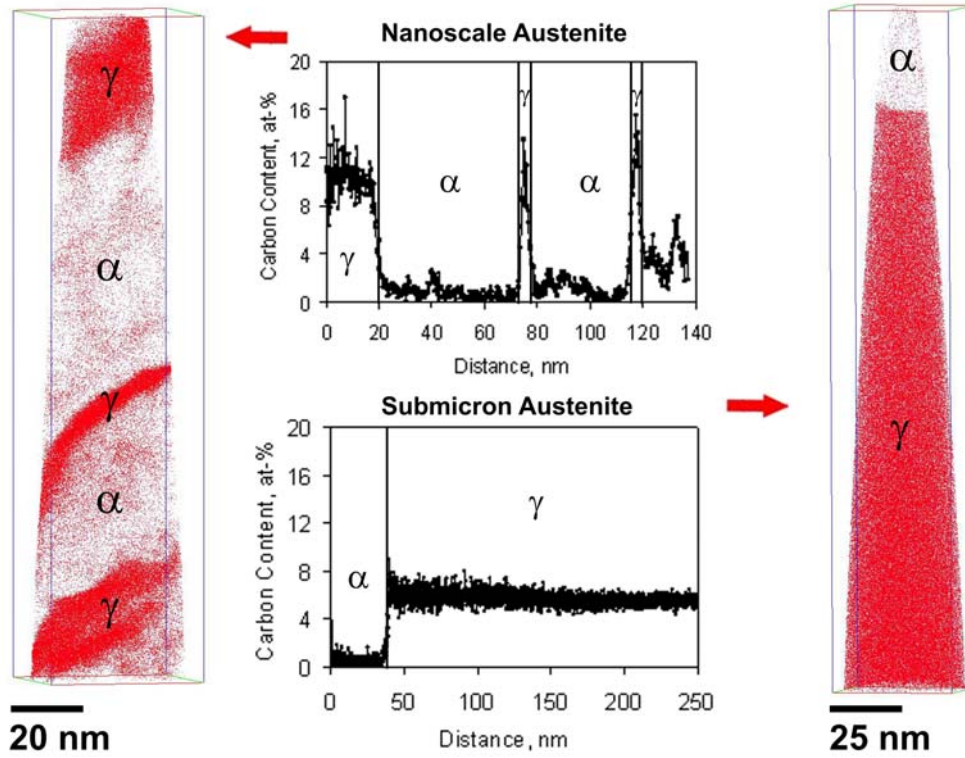 Nanoscale Austenite
γ
α
γ
α
γ
20 nm
Carbon Content, at-%
20
16
12
8
4
0
γ
α
γ
α
γ
0 20 40 60 80 100 120 140
Distance, nm
Submicron Austenite
Carbon Content, at-%
20
16
12
8
4
0
α
γ
0 50 100 150 200 250
Distance, nm
α
γ
25 nm